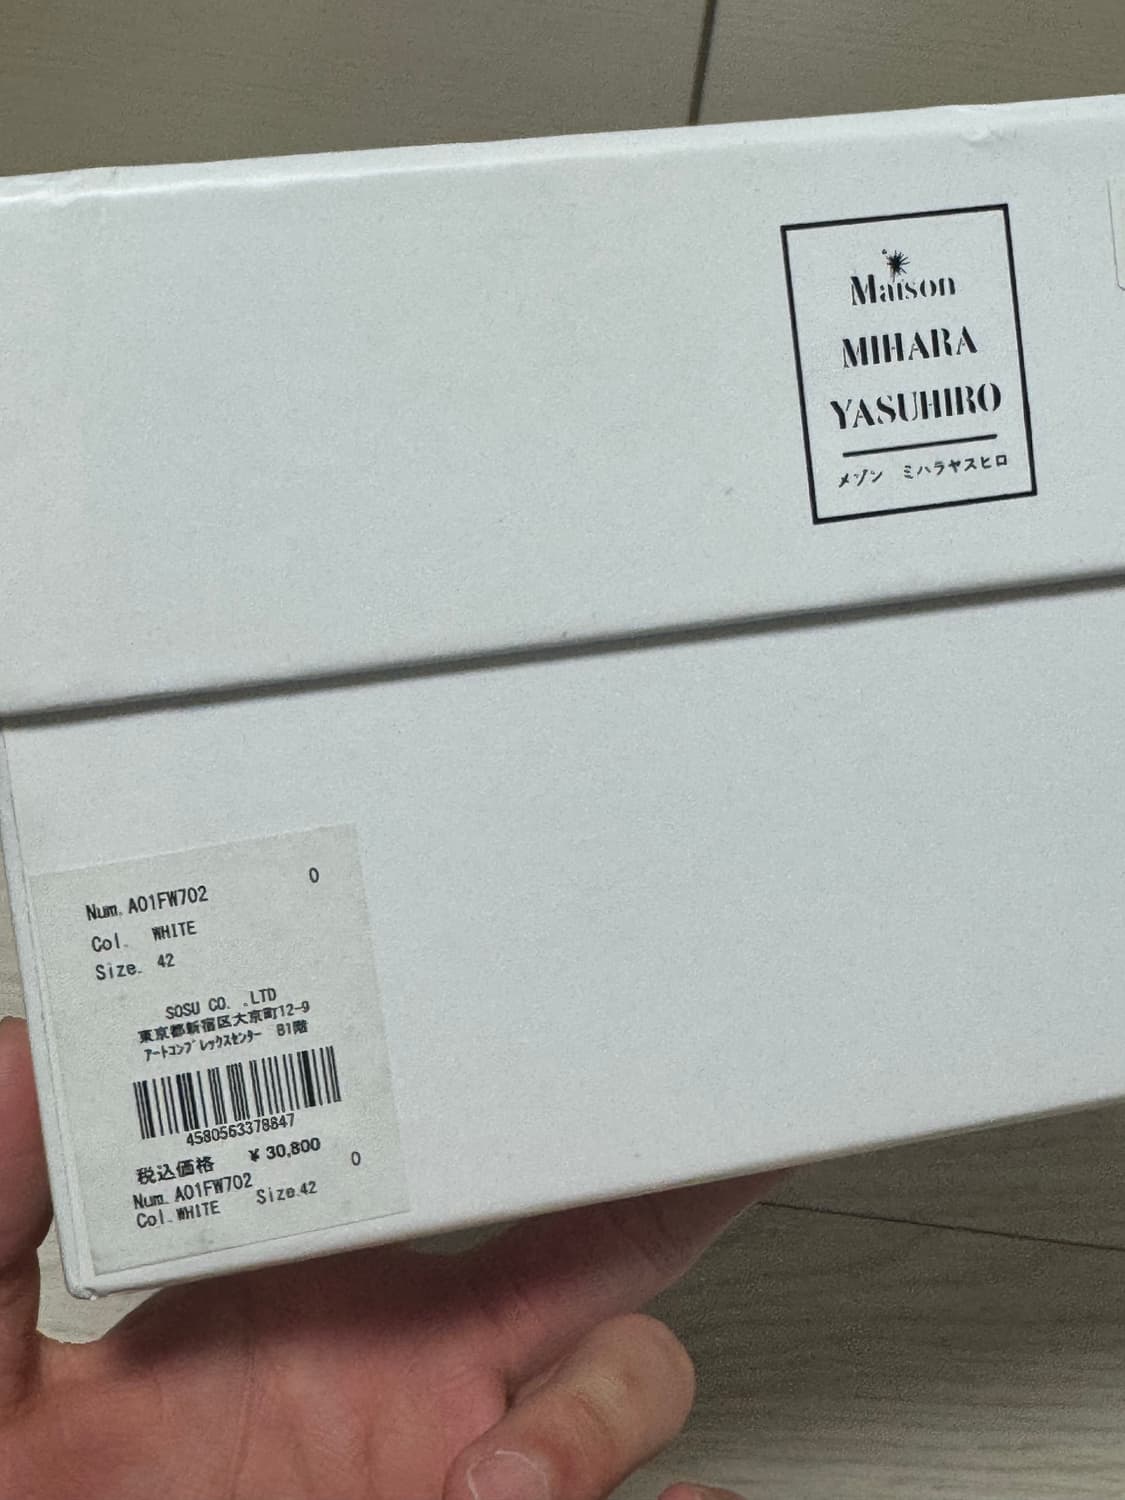 Maison
MIHARA
YASUHIRO
メゾン ミハラヤスヒロ
Num. A01FW702 0
Col. WHITE
Size. 42
SOSU CO. .LTD
東京都新宿区大京町12-9
アートコンプレックスセンター B1階
4580563378847
税込価格 ¥ 30,800
Num. A01FW702 0
Col. WHITE Size.42